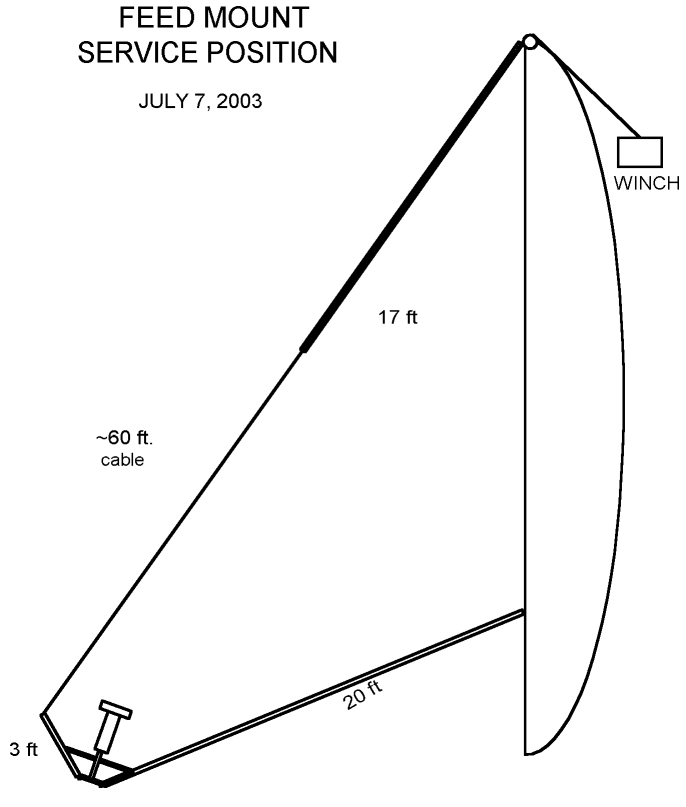 FEED MOUNT
SERVICE POSITION
JULY 7, 2003
WINCH
17 ft
~60 ft.
cable
20 ft
3 ft